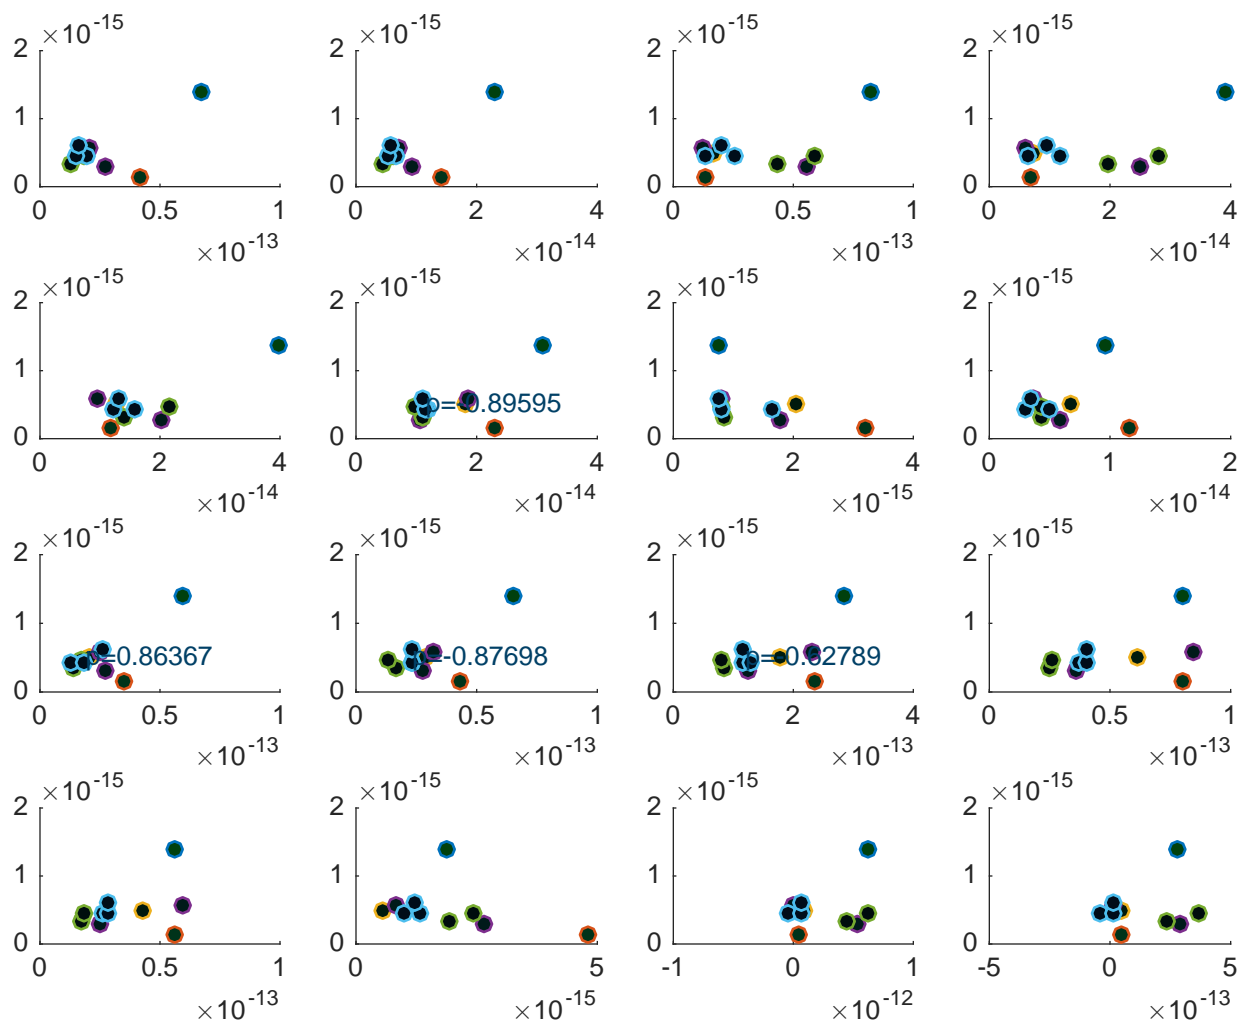 ×10-15 ×10-15 ×10-15 ×10-15
2 2 2 2
1 1 1 1
0 0 0 0
0 0.5 1 0 2 4 0 0.5 1 0 2 4
×10-13 ×10-14 ×10-13 ×10-14
×10-15 ×10-15 ×10-15 ×10-15
2 2 2 2
1 1 1 1
0.89595
0 0 0 0
0 2 4 0 2 4 0 2 4 0 1 2
×10-14 ×10-14 ×10-15 ×10-14
×10-15 ×10-15 ×10-15 ×10-15
2 2 2 2
1 1 1 1
=0.86367 =-0.87698
0 0 0 0
0 0.5 1 0 0.5 1 0 2 4 0 0.5 1
×10-13 ×10-13 ×10-13 ×10-13
×10-15 ×10-15 ×10-15 ×10-15
2 2 2 2
1 1 1 1
0 0 0 0
0 0.5 1 0 5 -1 0 1 -5 0 5
×10-13 ×10-15 ×10-12 ×10-13